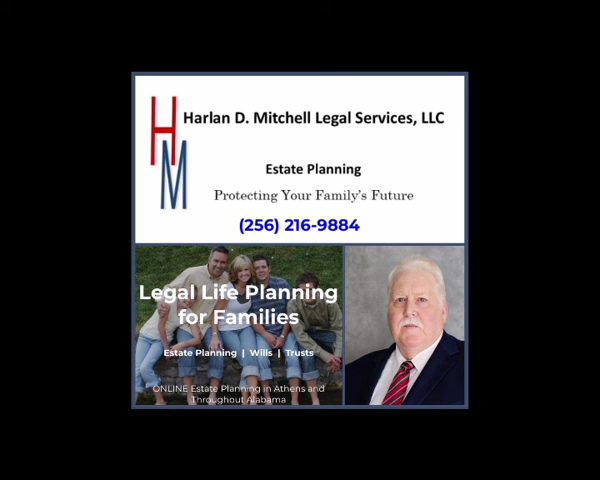 HM
Harlan D. Mitchell Legal Services, LLC
Estate Planning
Protecting Your Family's Future
(256) 216-9884
Legal Life Planning
for Families
Estate Planning | Wills | Trusts
ONLINE Estate Planning in Athens and
Throughout Alabama